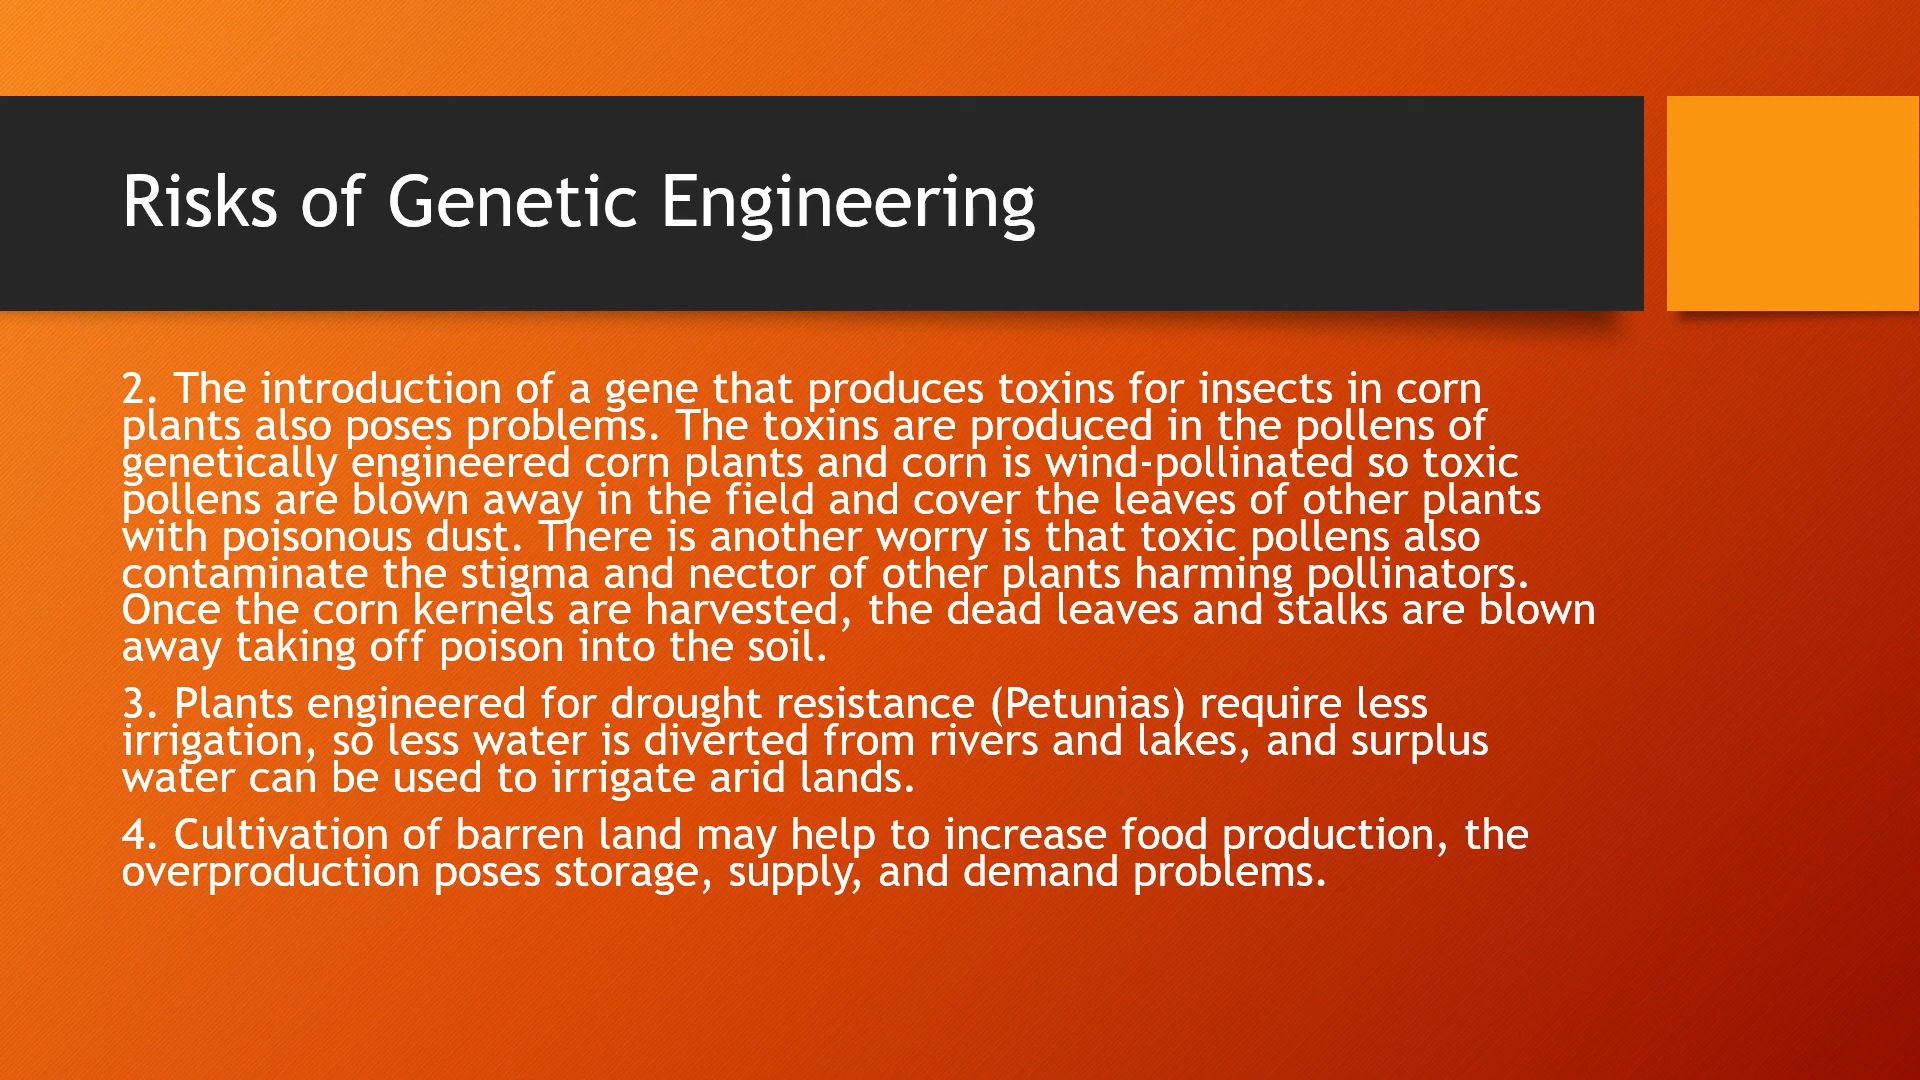 Risks of Genetic Engineering
2. The introduction of a gene that produces toxins for insects in corn
plants also poses problems. The toxins are produced in the pollens of
genetically engineered corn plants and corn is wind-pollinated so toxic
pollens are blown away in the field and cover the leaves of other plants
with poisonous dust. There is another worry is that toxic pollens also
contaminate the stigma and nector of other plants harming pollinators.
Once the corn kernels are harvested, the dead leaves and stalks are blown
away taking off poison into the soil.
3. Plants engineered for drought resistance (Petunias) require less
irrigation, so less water is diverted from rivers and lakes, and surplus
water can be used to irrigate arid lands.
4. Cultivation of barren land may help to increase food production, the
overproduction poses storage, supply, and demand problems.